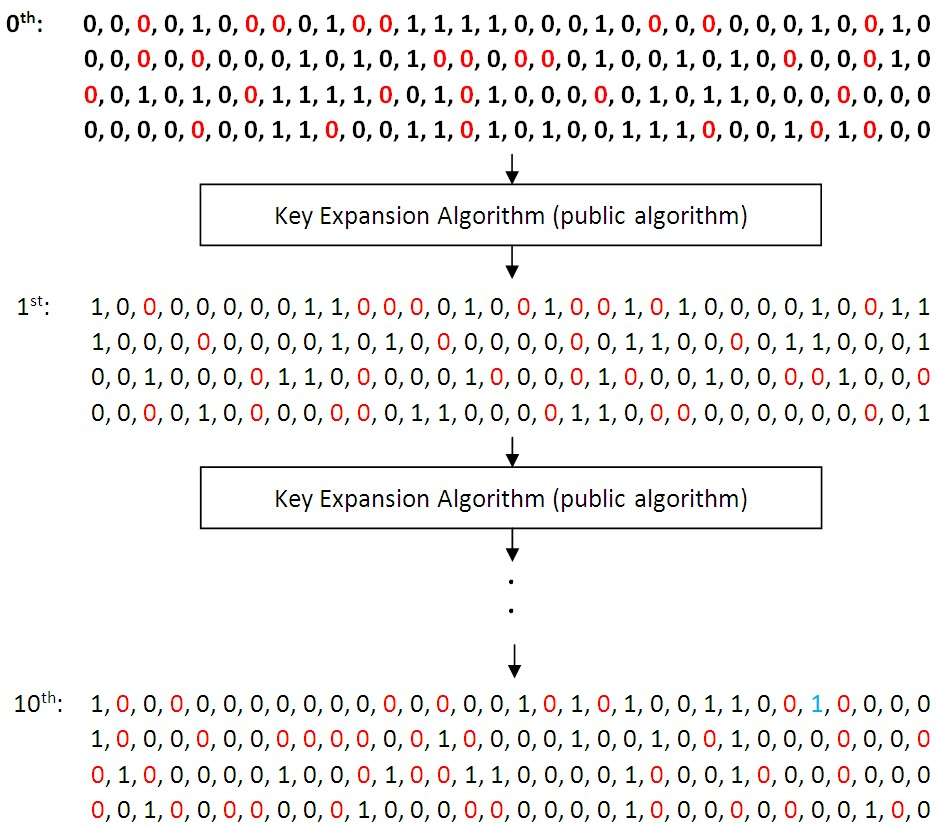 0th: 0,0,0,0,1,0,0,0,0,1,0,0,1,1,1,1,0,0,0,1,0,0,0,0,0,0,0,1,0,0,1,0
0,0,0,0,0,0,0,0,1,0,1,0,1,0,0,0,0,0,0,1,0,0,1,0,1,0,0,0,0,0,1,0
0,0,1,0,1,0,0,1,1,1,1,0,0,1,0,1,0,0,0,0,0,1,0,1,1,0,0,0,0,0,0,0
0,0,0,0,0,0,0,1,1,0,0,0,1,1,0,1,0,1,0,0,1,1,1,0,0,0,1,0,1,0,0,0
Key Expansion Algorithm (public algorithm)
1st: 1,0,0,0,0,0,0,0,1,1,0,0,0,0,1,0,0,1,0,0,1,0,1,0,0,0,0,1,0,0,1,1
1,0,0,0,0,0,0,0,0,1,0,1,0,0,0,0,0,0,0,0,1,1,0,0,0,0,1,1,0,0,0,1
0,0,1,0,0,0,0,1,1,0,0,0,0,0,1,0,0,0,0,1,0,0,0,1,0,0,0,0,1,0,0,0
0,0,0,0,1,0,0,0,0,0,0,0,1,1,0,0,0,0,1,1,0,0,0,0,0,0,0,0,0,0,0,1
Key Expansion Algorithm (public algorithm)
10th: 1,0,0,0,0,0,0,0,0,0,0,0,0,0,0,0,1,0,1,0,1,0,0,1,1,0,0,1,0,0,0,0
1,0,0,0,0,0,0,0,0,0,0,0,0,1,0,0,0,0,1,0,0,1,0,0,1,0,0,0,0,0,0,0
0,1,0,0,0,0,0,1,0,0,0,1,0,0,1,1,0,0,0,0,1,0,0,0,1,0,0,0,0,0,0,0
0,0,1,0,0,0,0,0,0,0,1,0,0,0,0,0,0,0,0,0,1,0,0,0,0,0,0,0,0,1,0,0